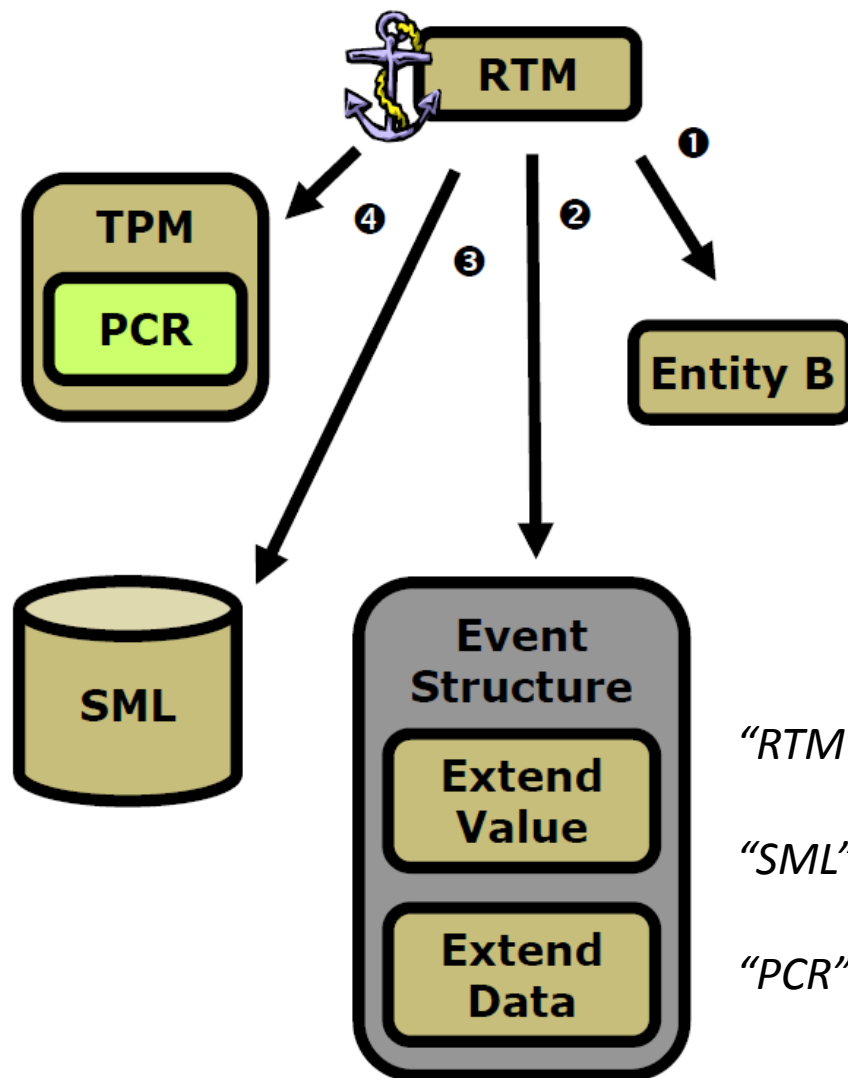 RTM
❶
❹
❷
❸
TPM
PCR
Entity B
SML
Event
Structure
Extend
Value
Extend
Data
“RTM
“SML”
“PCR”